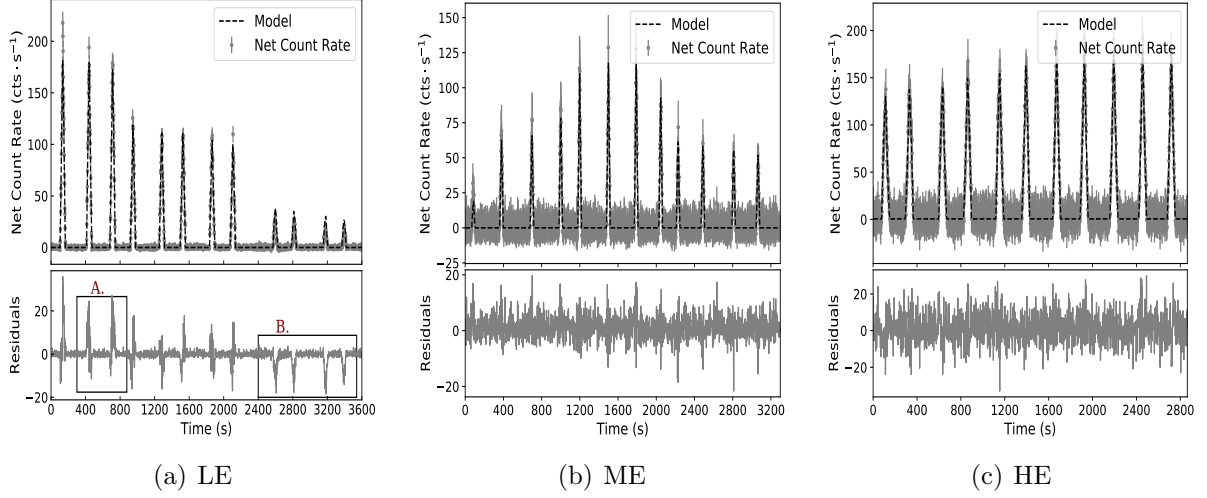 Net Count Rate (cts · s⁻¹)
200
150
100
50
0
Model
Net Count Rate
Residuals
20
0
−20
A.
B.
0 400 800 1200 1600 2000 2400 2800 3200 3600
Time (s)
(a) LE
Net Count Rate (cts · s⁻¹)
150
125
100
75
50
25
0
−25
Model
Net Count Rate
Residuals
20
0
−20
0 400 800 1200 1600 2000 2400 2800 3200
Time (s)
(b) ME
Net Count Rate (cts · s⁻¹)
200
150
100
50
0
Model
Net Count Rate
Residuals
20
0
−20
0 400 800 1200 1600 2000 2400 2800
Time (s)
(c) HE